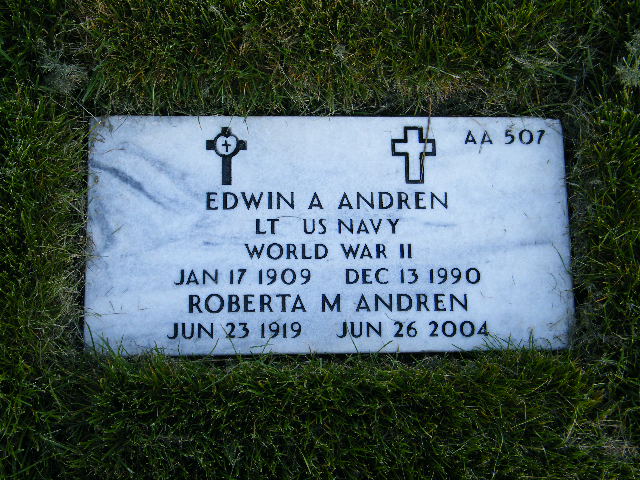 AA 507
EDWIN A ANDREN
LT US NAVY
WORLD WAR II
JAN 17 1909 DEC 13 1990
ROBERTA M ANDREN
JUN 23 1919 JUN 26 2004